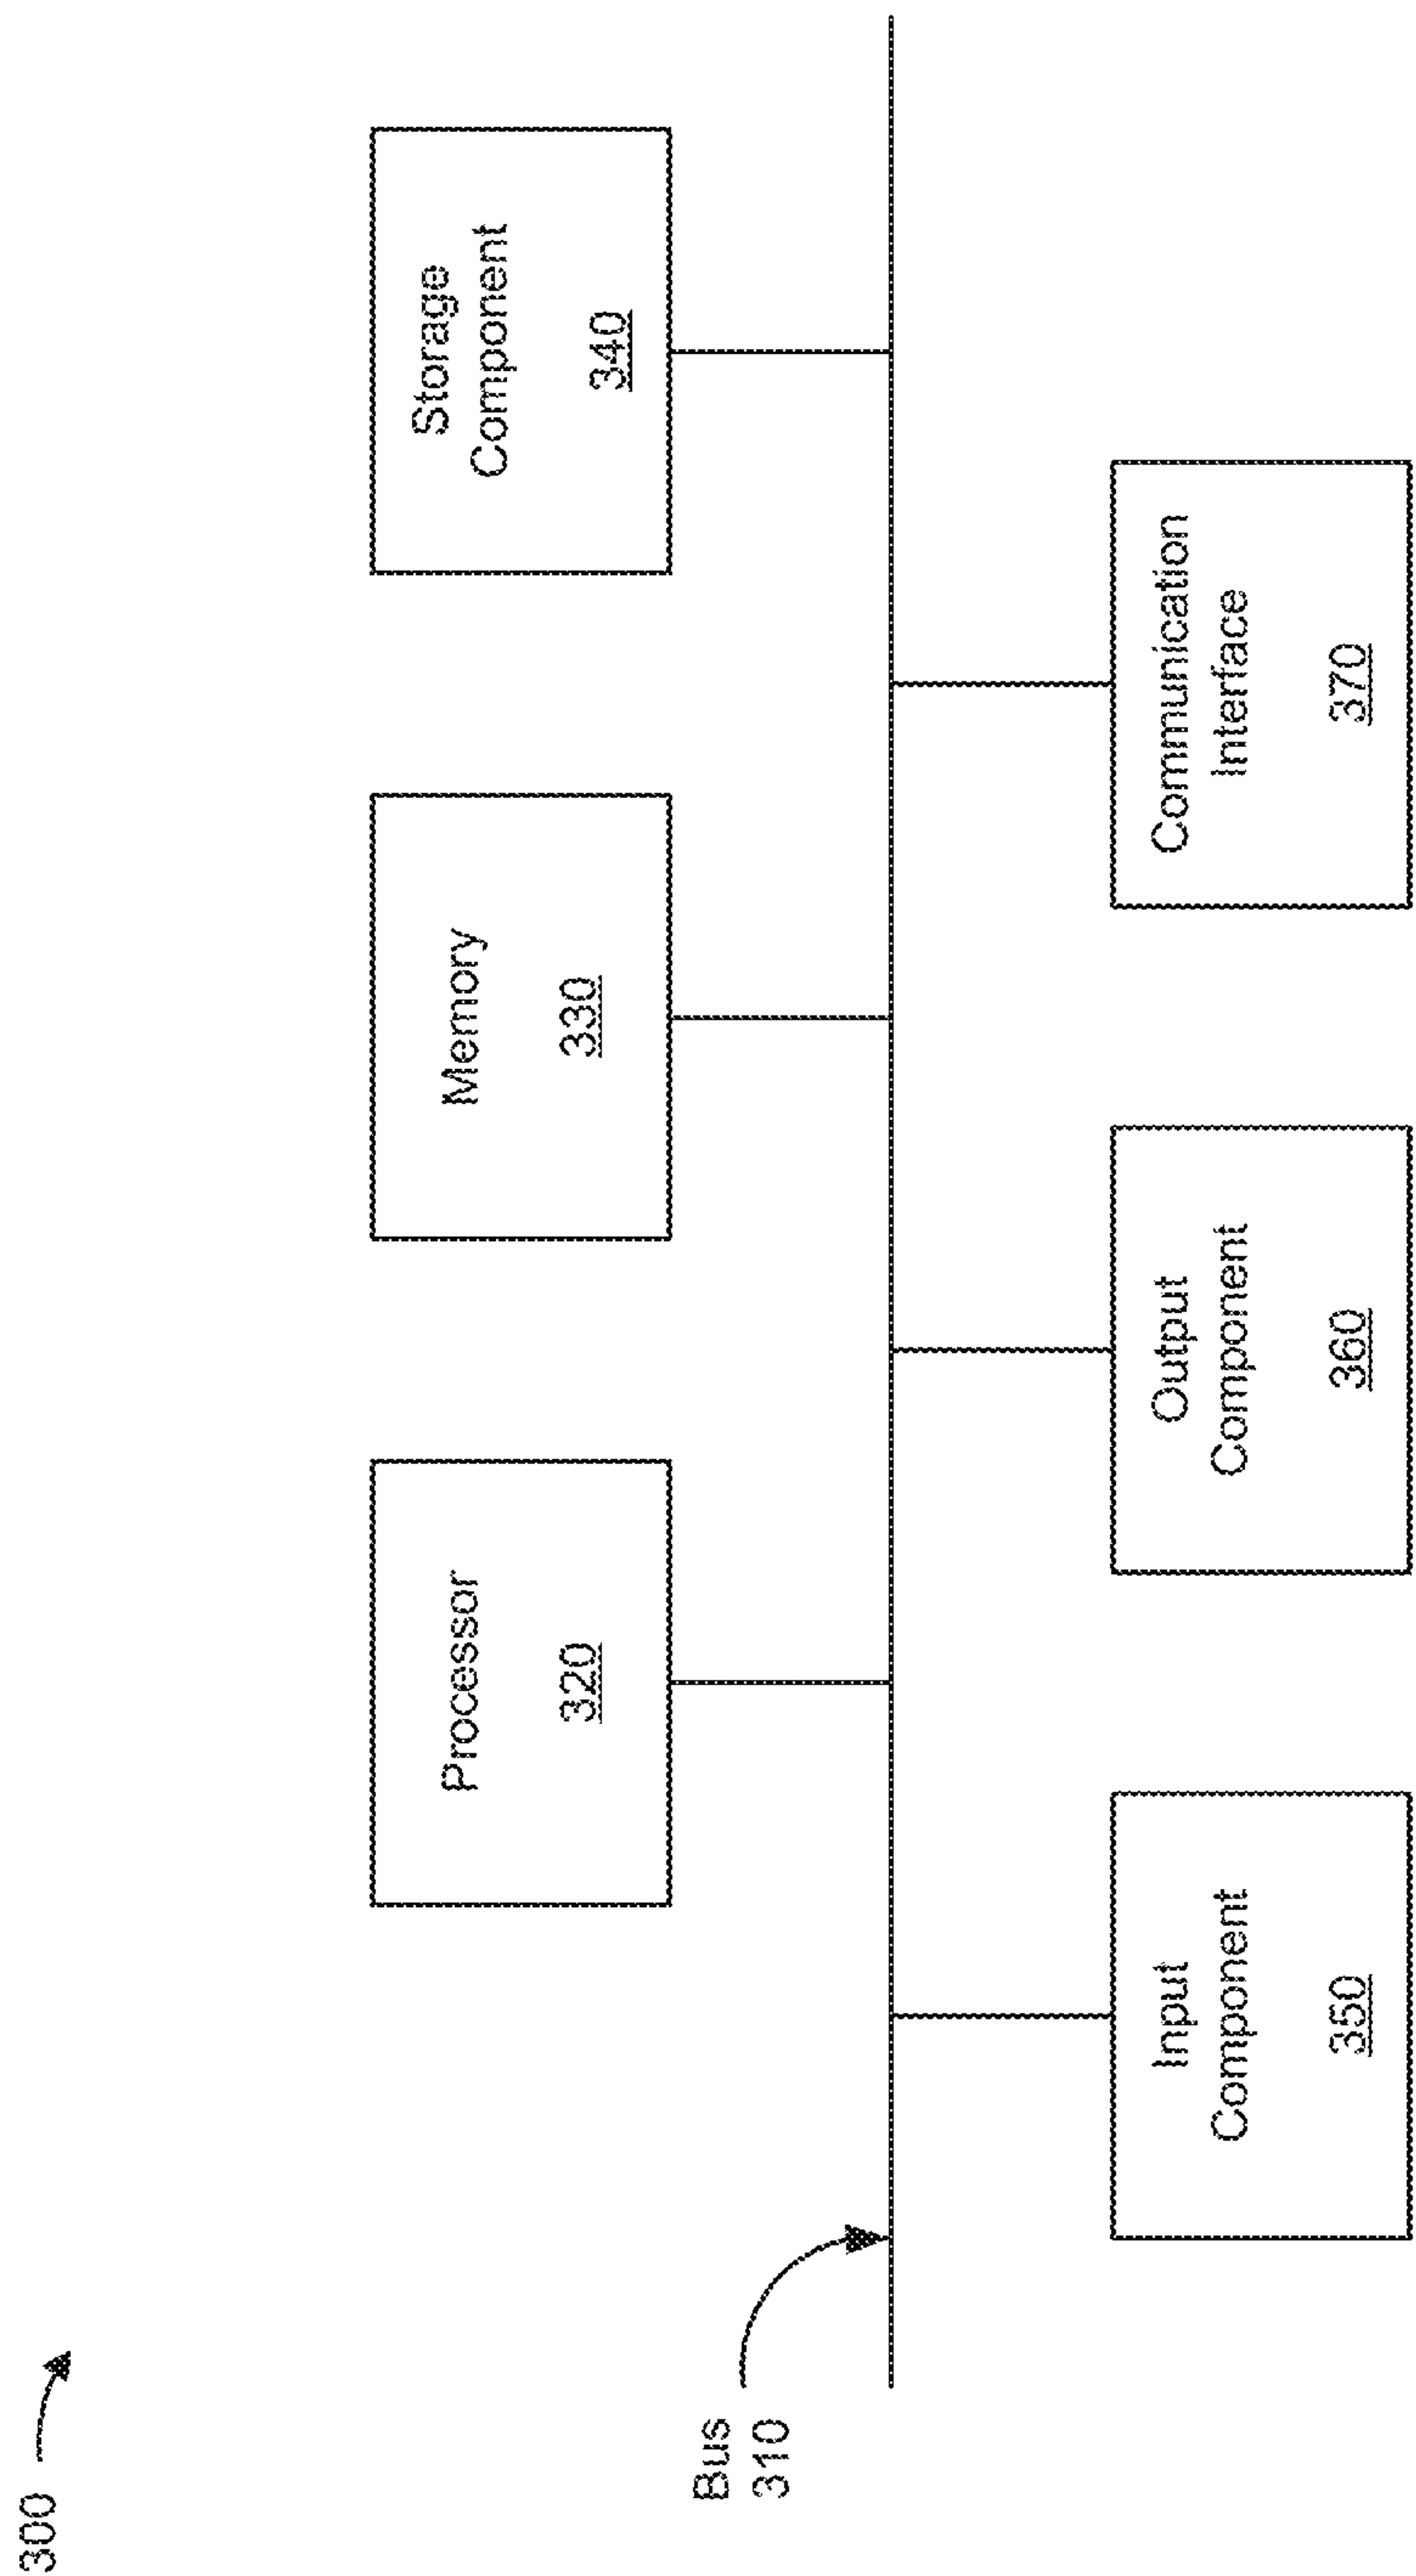 300
Bus
310
Processor
320
Memory
330
Storage
Component
340
Input
Component
350
Output
Component
360
Communication
Interface
370